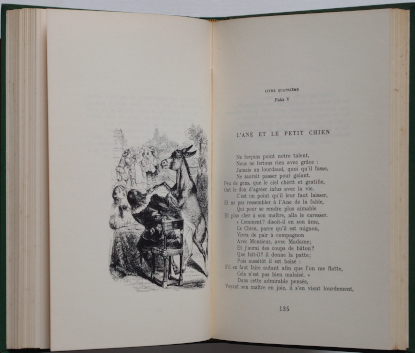 LIVRE QUATRIÈME
Fable V
L'ANE ET LE PETIT CHIEN
Ne forçons point notre talent,
Nous ne ferions rien avec grâce :
Jamais un lourdaud, quoi qu'il fasse,
Ne saurait passer pour galant.
Peu de gens, que le ciel chérit et gratifie,
Ont le don d'agréer infus avec la vie.
C'est un point qu'il leur faut laisser,
Et ne pas ressembler à l'Ane de la fable,
Qui pour se rendre plus aimable
Et plus cher à son maître, alla le caresser.
« Comment? disait-il en son âme,
Ce Chien, parce qu'il est mignon,
Vivra de pair à compagnon
Avec Monsieur, avec Madame;
Et j'aurai des coups de bâton?
Que fait-il? il donne la patte;
Puis aussitôt il est baisé :
S'il en faut faire autant afin que l'on me flatte,
Cela n'est pas bien malaisé. »
Dans cette admirable pensée,
Voyant son maître en joie, il s'en vient lourdement,
135